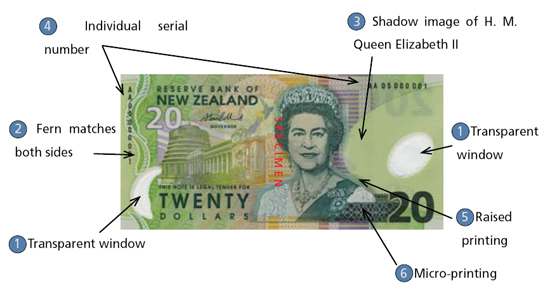 4 Individual serial
number
3 Shadow image of H. M.
Queen Elizabeth II
RESERVE BANK OF
NEW ZEALAND
AA 05000001
20
GOVERNOR
SPECIMEN
2 Fern matches
both sides
1 Transparent
window
THIS NOTE IS LEGAL TENDER FOR
TWENTY
DOLLARS
20
5 Raised
printing
1 Transparent window
6 Micro-printing